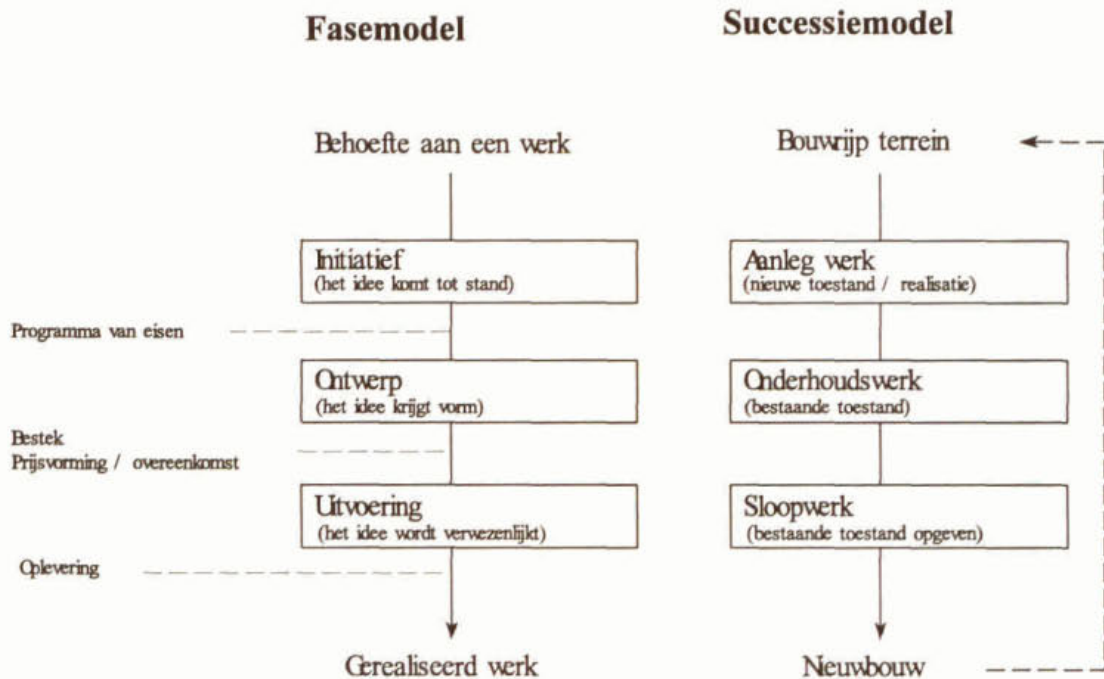 Fasemodel
Behoefte aan een werk
Initiatief
(het idee komt tot stand)
Programma van eisen
Ontwerp
(het idee krijgt vorm)
Bestek
Prijsvorming / overeenkomst
Uitvoering
(het idee wordt verwezenlijkt)
Oplevering
Gerealiseerd werk
Successiemodel
Bouwrijp terrein
Aanleg werk
(nieuwe toestand / realisatie)
Onderhoudswerk
(bestaande toestand)
Sloopwerk
(bestaande toestand opgeven)
Nieuwbouw